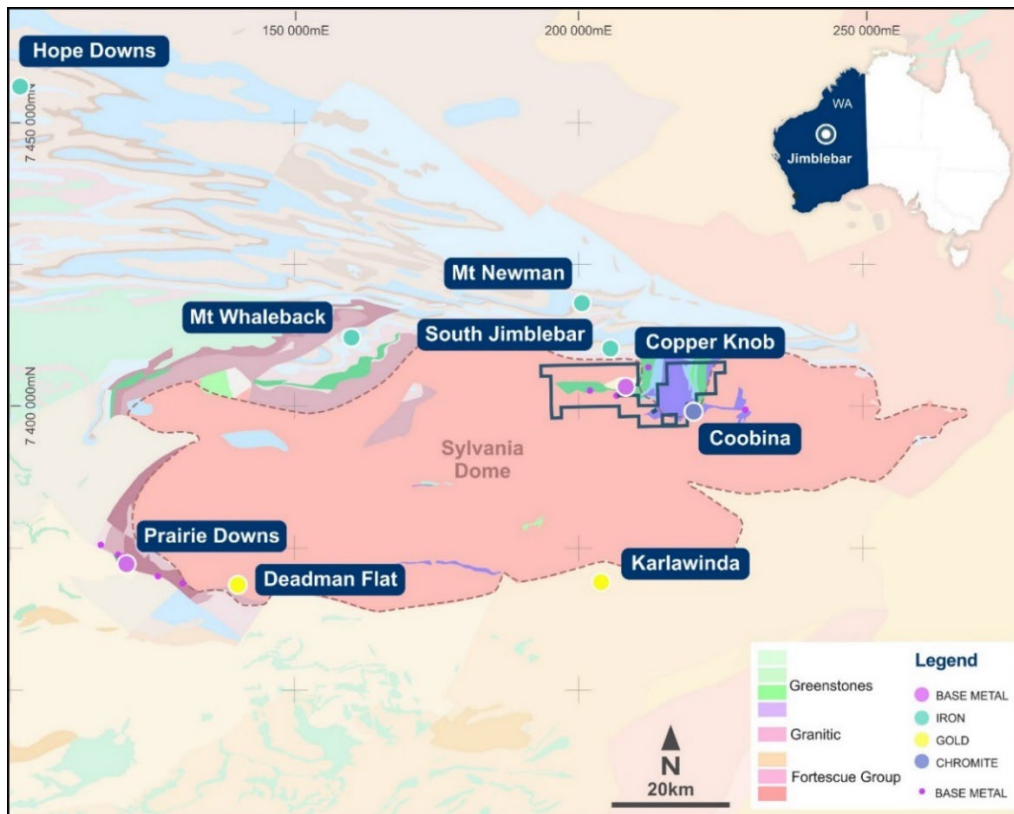 150 000mE
200 000mE
250 000mE
Hope Downs
7 450 000mN
WA
Jimblebar
Mt Newman
Mt Whaleback
South Jimblebar
Copper Knob
7 400 000mN
Coobina
Sylvania
Dome
Prairie Downs
Deadman Flat
Karlawinda
Legend
Greenstones
Granitic
Fortescue Group
BASE METAL
IRON
GOLD
CHROMITE
BASE METAL
N
20km